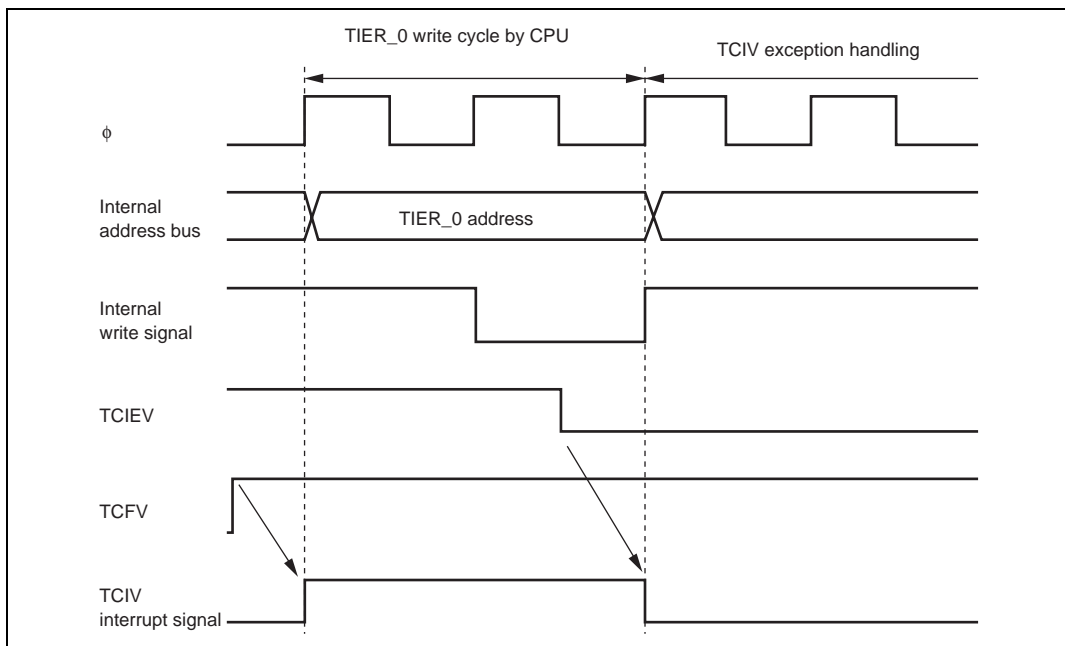 TIER_0 write cycle by CPU
TCIV exception handling
ϕ
Internal
address bus
TIER_0 address
Internal
write signal
TCIEV
TCFV
TCIV
interrupt signal